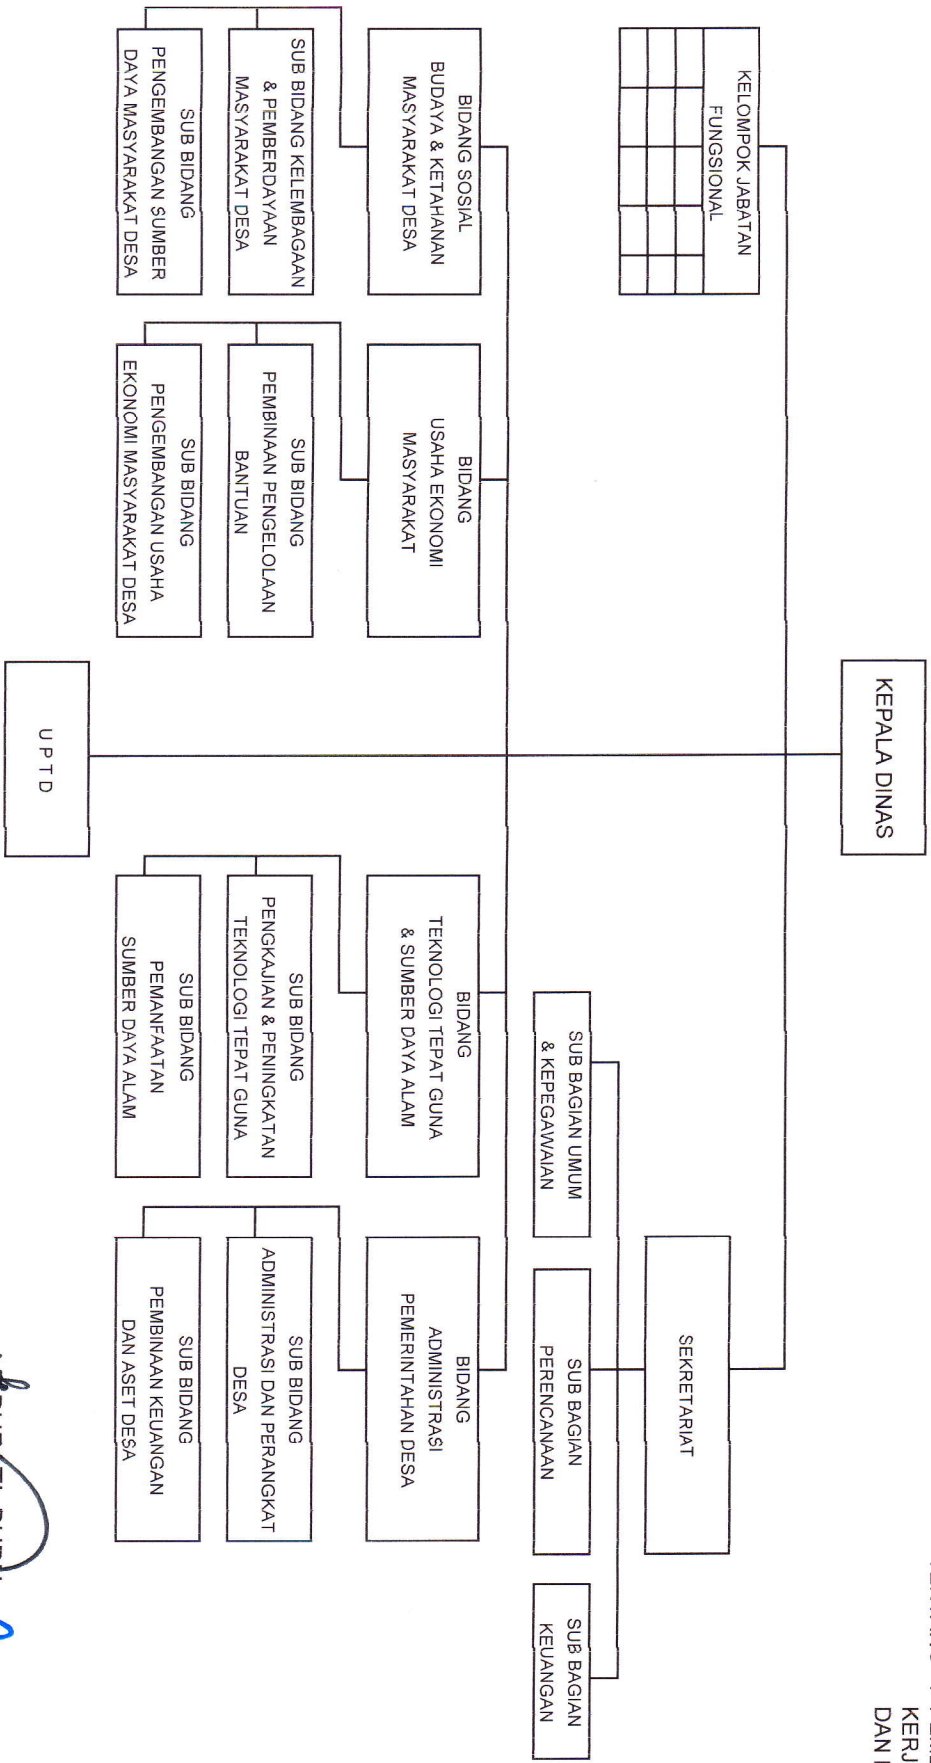 KERJ
KEPALA DINAS
KELOMPOK JABATAN
FUNGSIONAL
SEKRETARIAT
SUB BAGIAN UMUM
& KEPEGAWAIAN
SUB BAGIAN
PERENCANAAN
SUB BAGIAN
KEUANGAN
BIDANG SOSIAL
BUDAYA & KETAHANAN
MASYARAKAT DESA
BIDANG
USAHA EKONOMI
MASYARAKAT
BIDANG
TEKNOLOGI TEPAT GUNA
& SUMBER DAYA ALAM
BIDANG
ADMINISTRASI
PEMERINTAHAN DESA
SUB BIDANG KELEMBAGAAN
& PEMBERDAYAAN
MASYARAKAT DESA
SUB BIDANG
PEMBINAAN PENGELOLAAN
BANTUAN
SUB BIDANG
PENGKAJIAN & PENINGKATAN
TEKNOLOGI TEPAT GUNA
SUB BIDANG
ADMINISTRASI DAN PERANGKAT
DESA
SUB BIDANG
PENGEMBANGAN SUMBER
DAYA MASYARAKAT DESA
SUB BIDANG
PENGEMBANGAN USAHA
EKONOMI MASYARAKAT DESA
SUB BIDANG
PEMANFAATAN
SUMBER DAYA ALAM
SUB BIDANG
PEMBINAAN KEUANGAN
DAN ASET DESA
U P T D